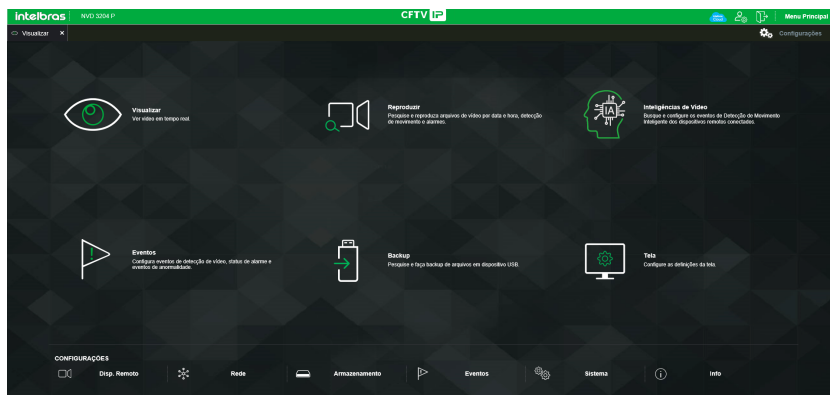 intelbras NVD 3204 P CFTV IP Menu Principal
Visualizar × Configurações
Visualizar
Ver vídeo em tempo real.
Reproduzir
Pesquise e reproduza arquivos de vídeo por data e hora, detecção
de movimento e alarmes.
IA
Inteligências de Vídeo
Busque e configure os eventos de Detecção de Movimento
Inteligente dos dispositivos remotos conectados.
Eventos
Configura eventos de detecção de vídeo, status de alarme e
eventos de anormalidade.
Backup
Pesquise e faça backup de arquivos em dispositivo USB.
Tela
Configure as definições da tela.
CONFIGURAÇÕES
Disp. Remoto Rede Armazenamento Eventos Sistema Info